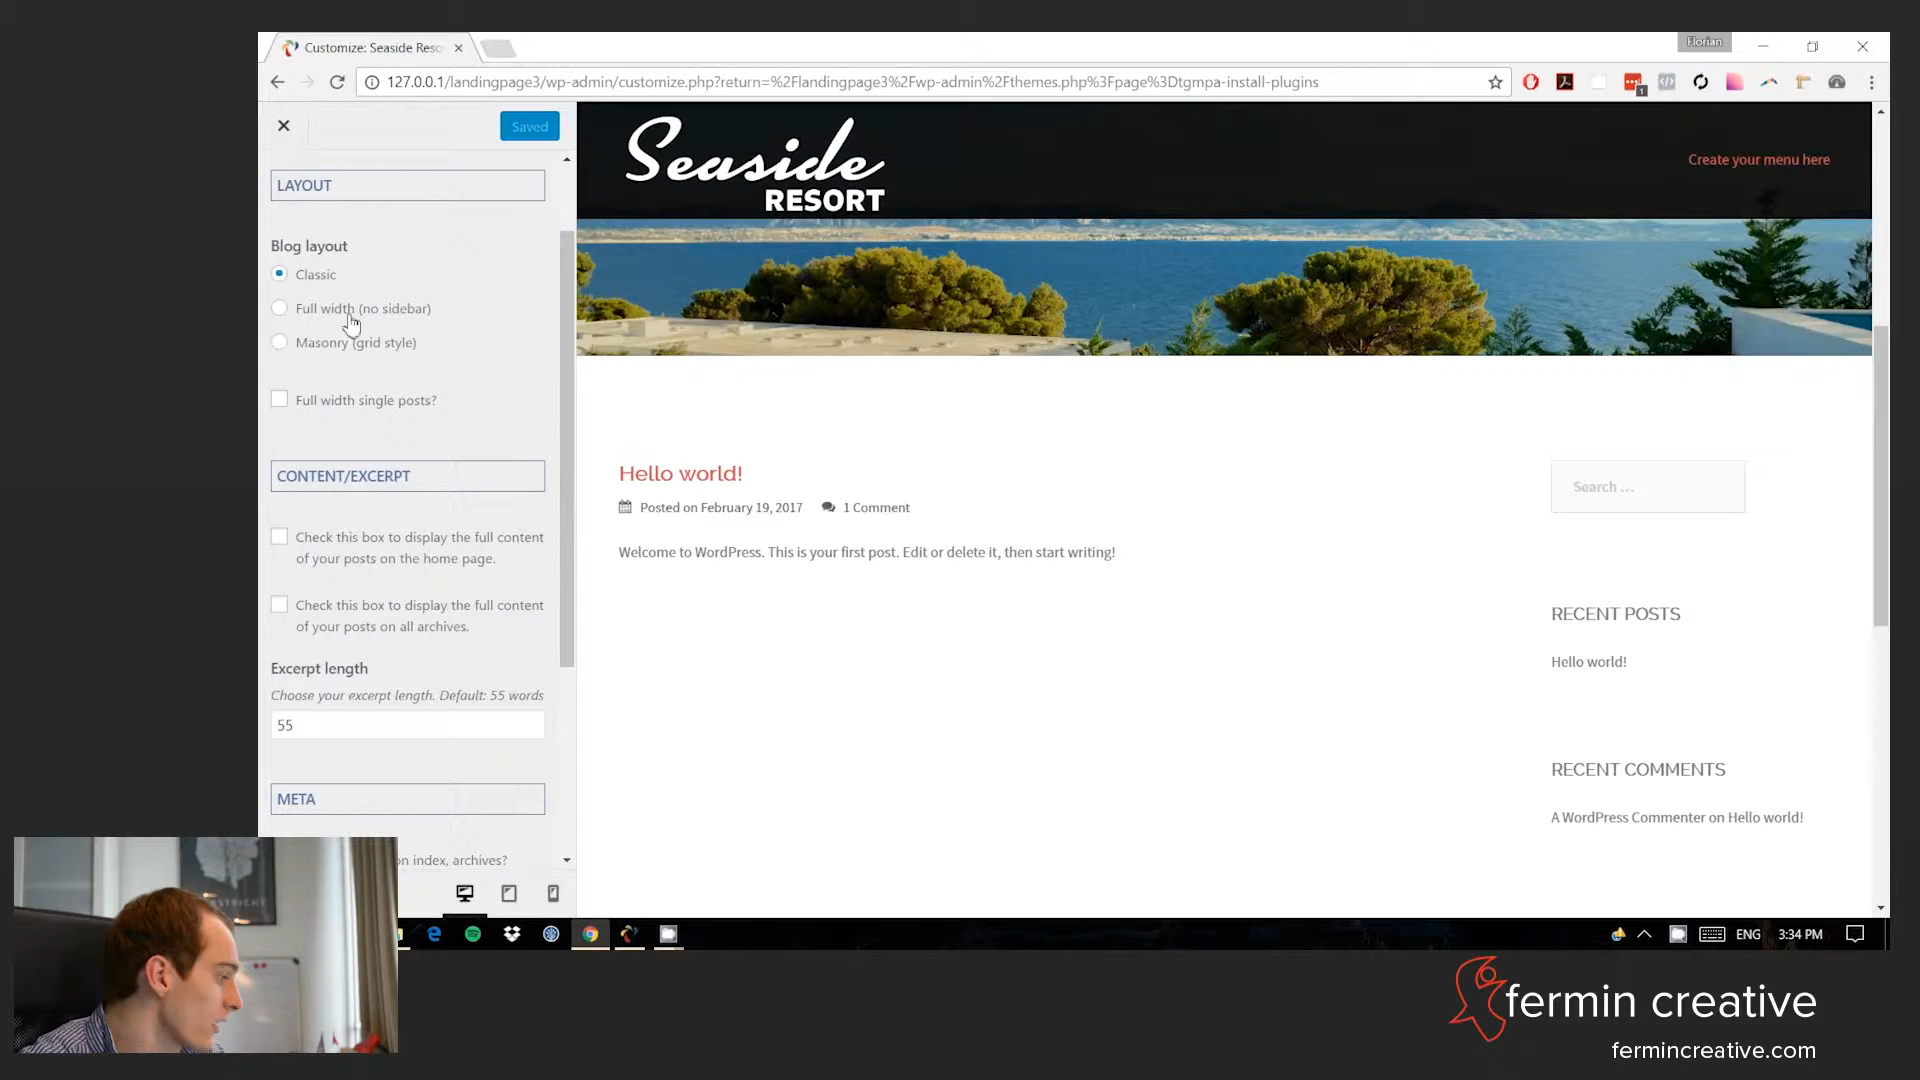 Customize: Seaside Reso
Florian
127.0.0.1/landingpage3/wp-admin/customize.php?return=%2Flandingpage3%2Fwp-admin%2Fthemes.php%3Fpage%3Dtgmpa-install-plugins
1
Saved
LAYOUT
Blog layout
Classic
Full width (no sidebar)
Masonry (grid style)
Full width single posts?
CONTENT/EXCERPT
Check this box to display the full content
of your posts on the home page.
Check this box to display the full content
of your posts on all archives.
Excerpt length
Choose your excerpt length. Default: 55 words
55
META
on index, archives?
Seaside
RESORT
Create your menu here
Hello world!
Posted on February 19, 2017
1 Comment
Welcome to WordPress. This is your first post. Edit or delete it, then start writing!
Search ...
RECENT POSTS
Hello world!
RECENT COMMENTS
A WordPress Commenter on Hello world!
ENG
3:34 PM
fermin creative
fermincreative.com